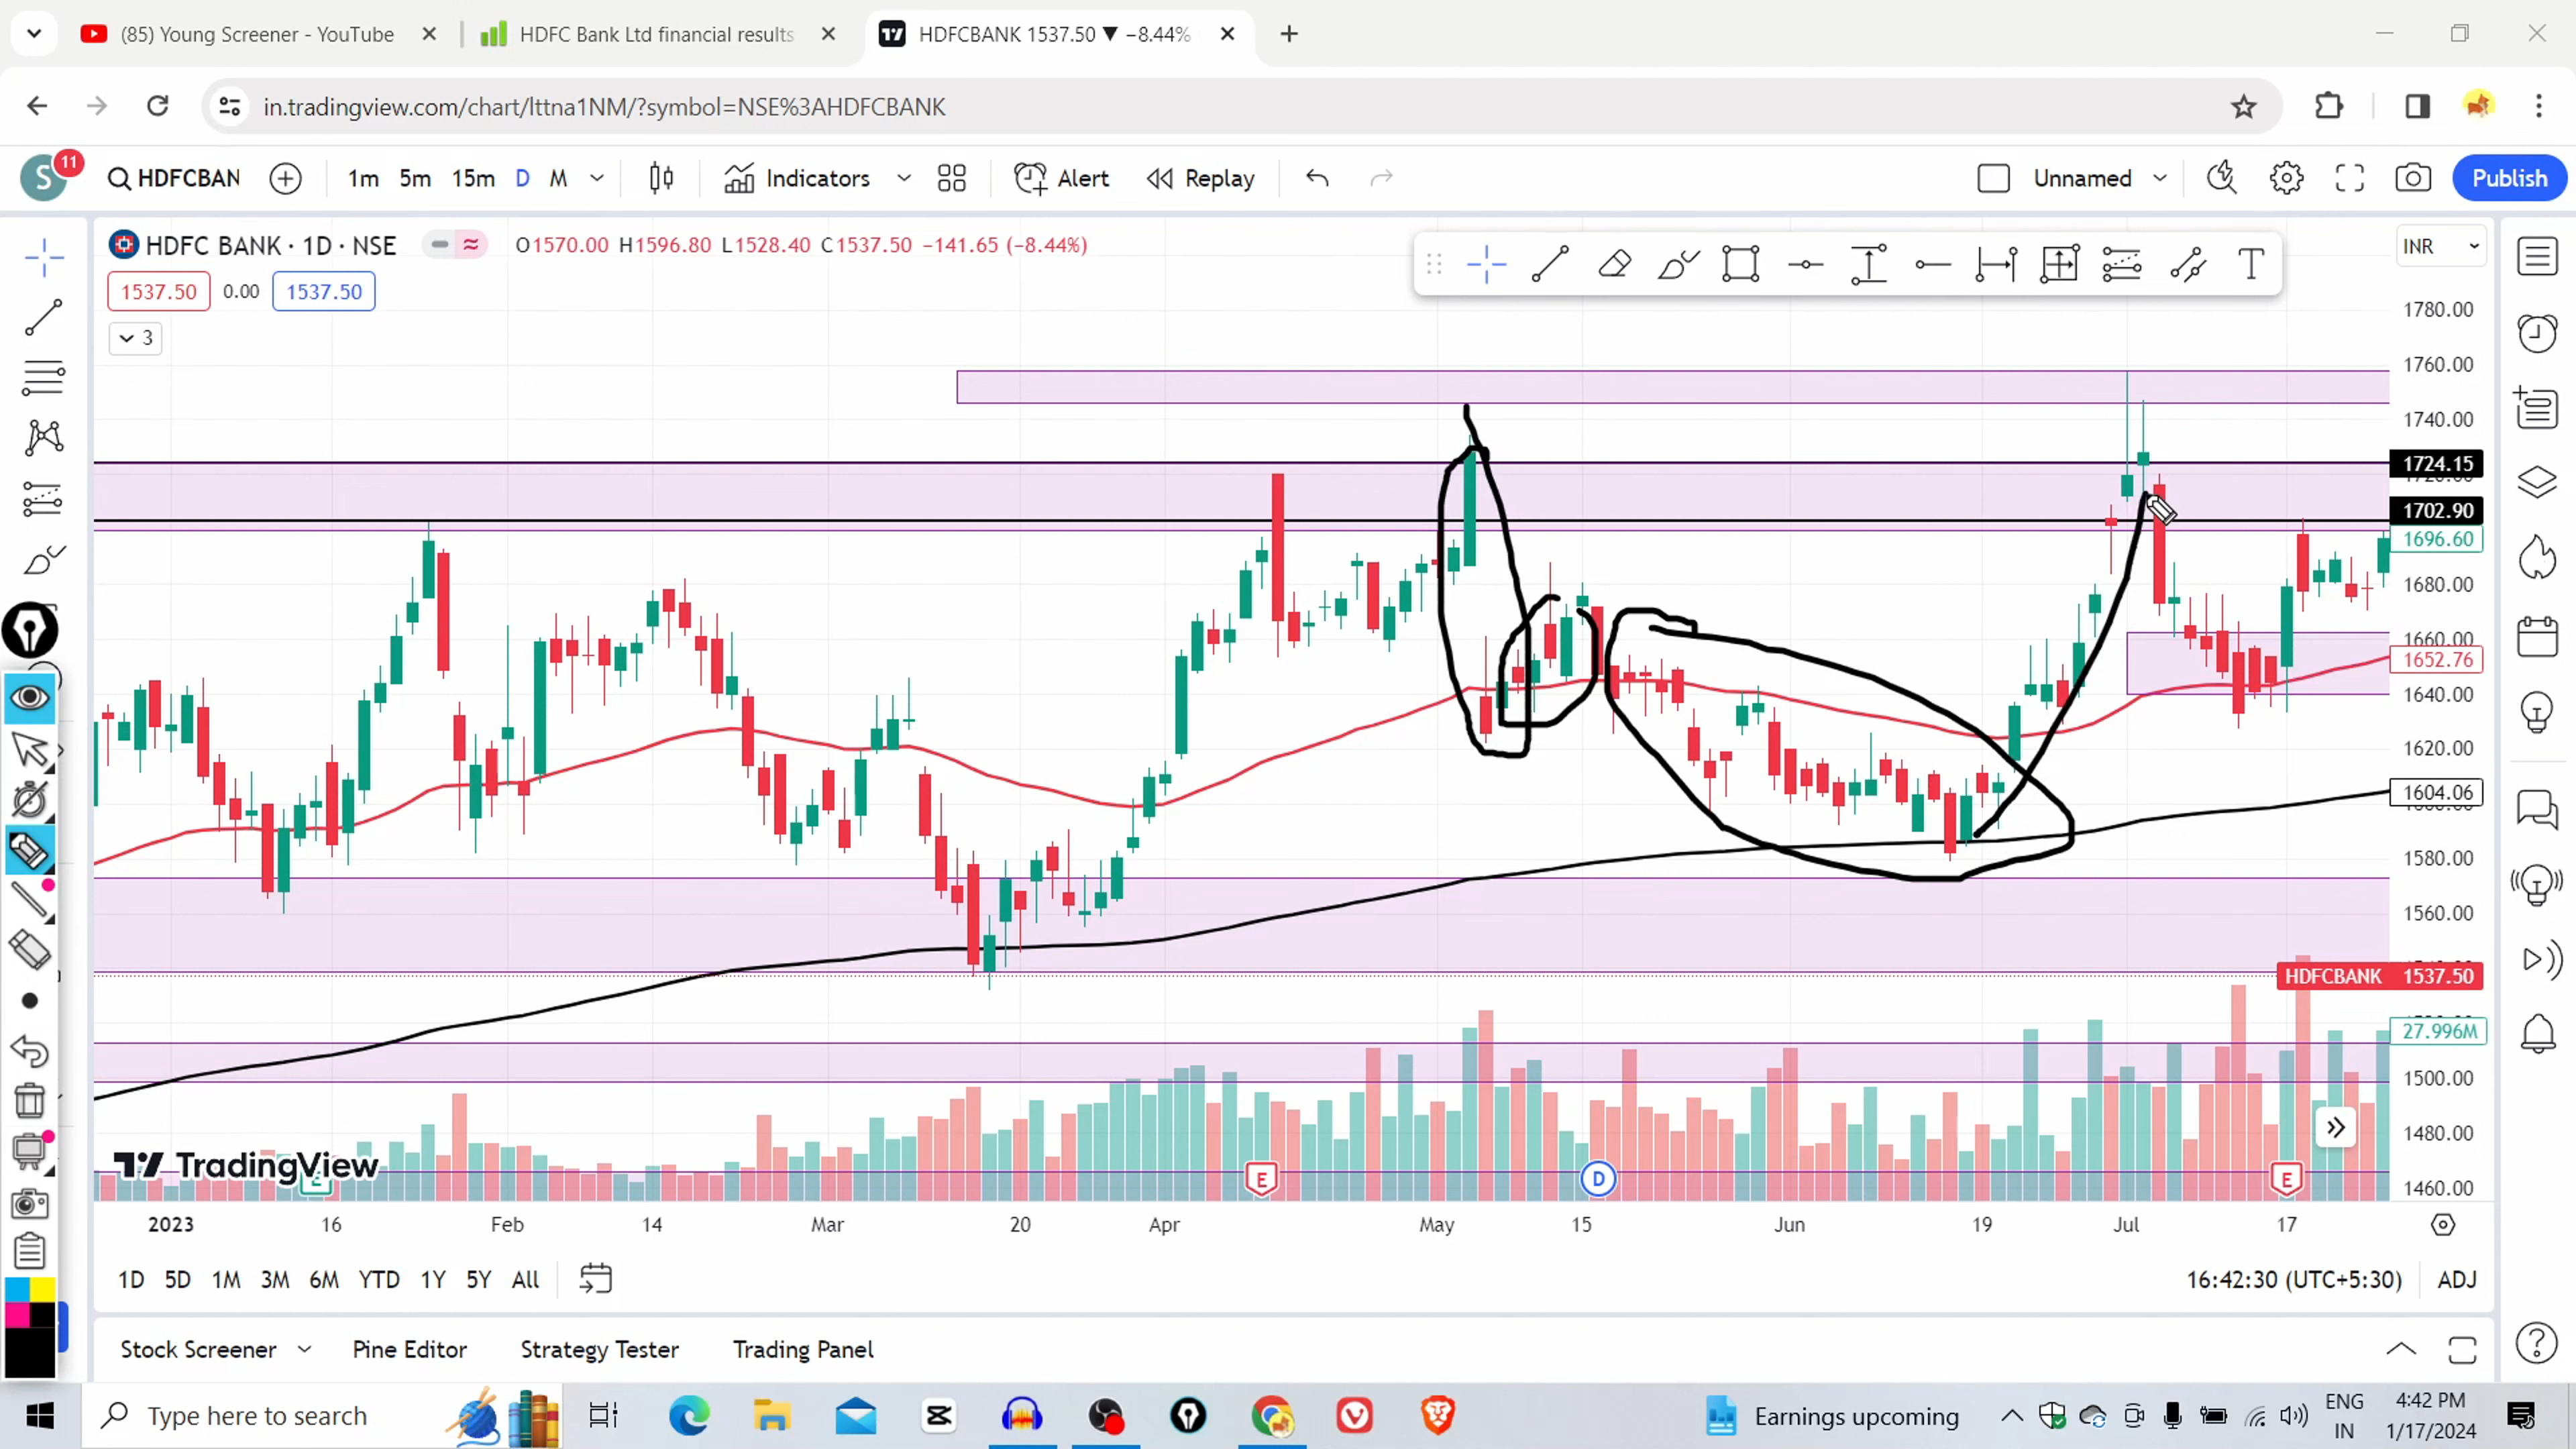 (85) Young Screener - YouTube
HDFC Bank Ltd financial results
HDFCBANK 1537.50 ▼ −8.44%
in.tradingview.com/chart/lttna1NM/?symbol=NSE%3AHDFCBANK
S 11 HDFCBAN 1m 5m 15m D M Indicators Alert Replay Unnamed Publish
HDFC BANK · 1D · NSE O1570.00 H1596.80 L1528.40 C1537.50 −141.65 (−8.44%)
INR
1537.50 0.00 1537.50
3
T
1780.00
1760.00
1740.00
1724.15
1702.90
1696.60
1680.00
1660.00
1652.76
1640.00
1620.00
1604.06
1580.00
1560.00
HDFCBANK 1537.50
27.996M
1500.00
1480.00
1460.00
TradingView
E D E
2023 16 Feb 14 Mar 20 Apr May 15 Jun 19 Jul 17
1D 5D 1M 3M 6M YTD 1Y 5Y All
16:42:30 (UTC+5:30) ADJ
Stock Screener Pine Editor Strategy Tester Trading Panel
Type here to search
Earnings upcoming
ENG
IN
4:42 PM
1/17/2024